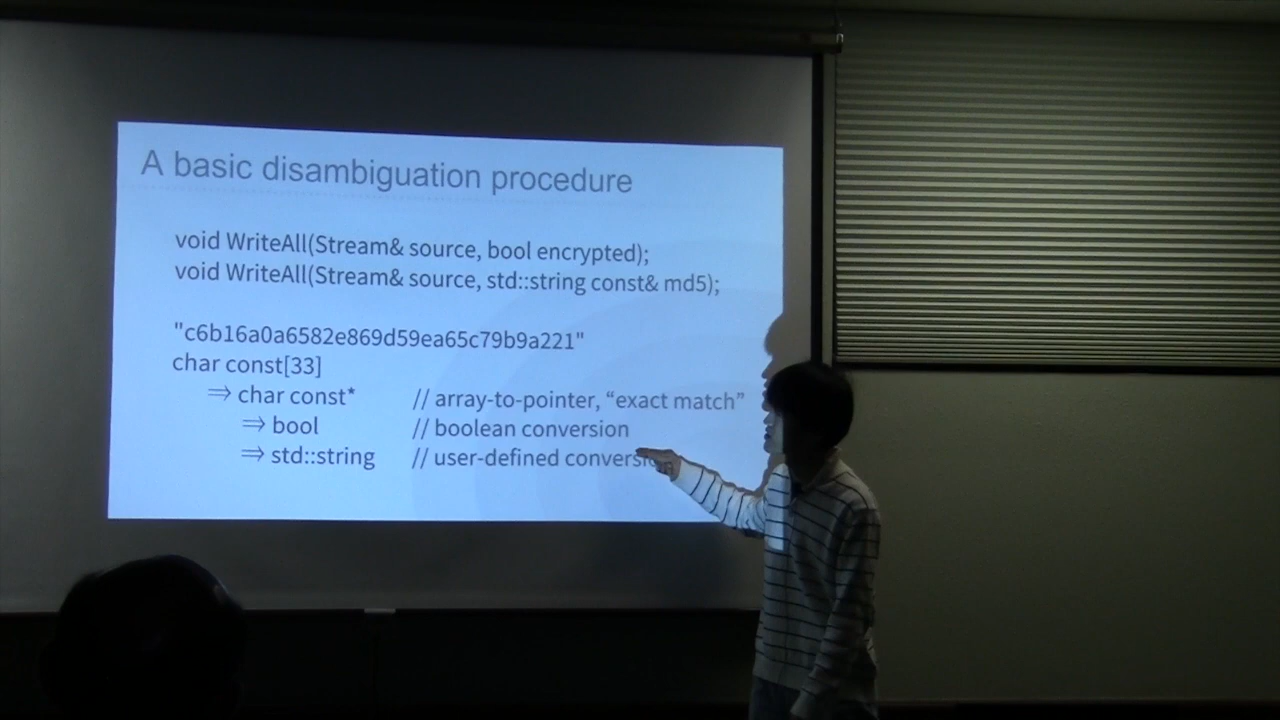 A basic disambiguation procedure
void WriteAll(Stream& source, bool encrypted);
void WriteAll(Stream& source, std::string const& md5);
"c6b16a0a6582e869d59ea65c79b9a221"
char const[33]
⇒ char const* // array-to-pointer, “exact match”
⇒ bool // boolean conversion
⇒ std::string // user-defined conversion